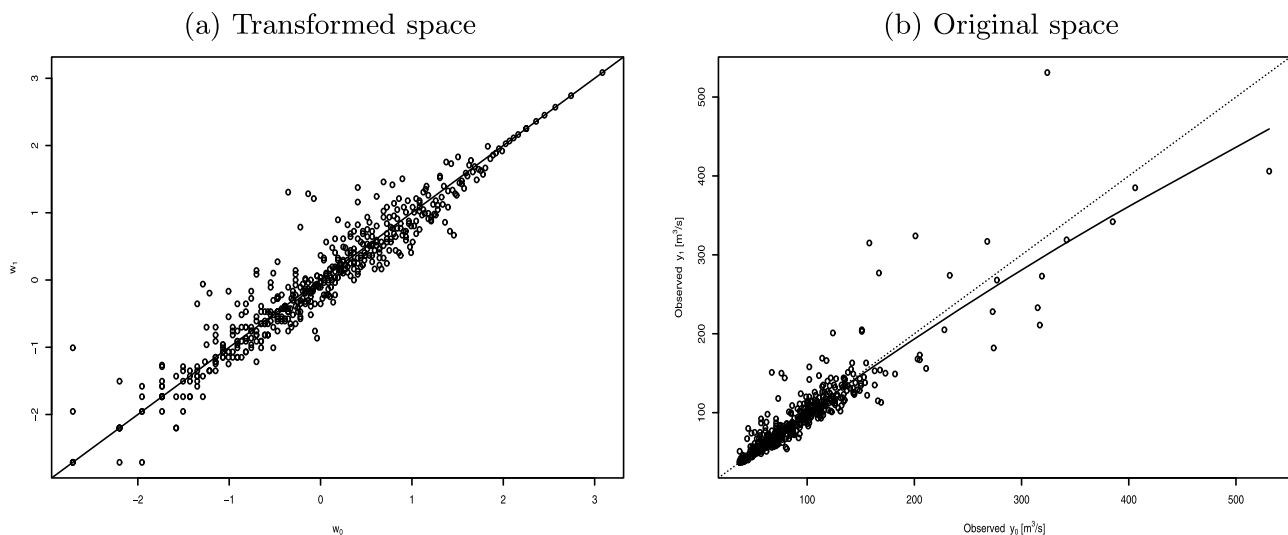 (a) Transformed space
3
2
1
0
−1
−2
w₁
−2 −1 0 1 2 3
w₀
(b) Original space
500
400
300
200
100
Observed y₁ [m³/s]
100 200 300 400 500
Observed y₀ [m³/s]